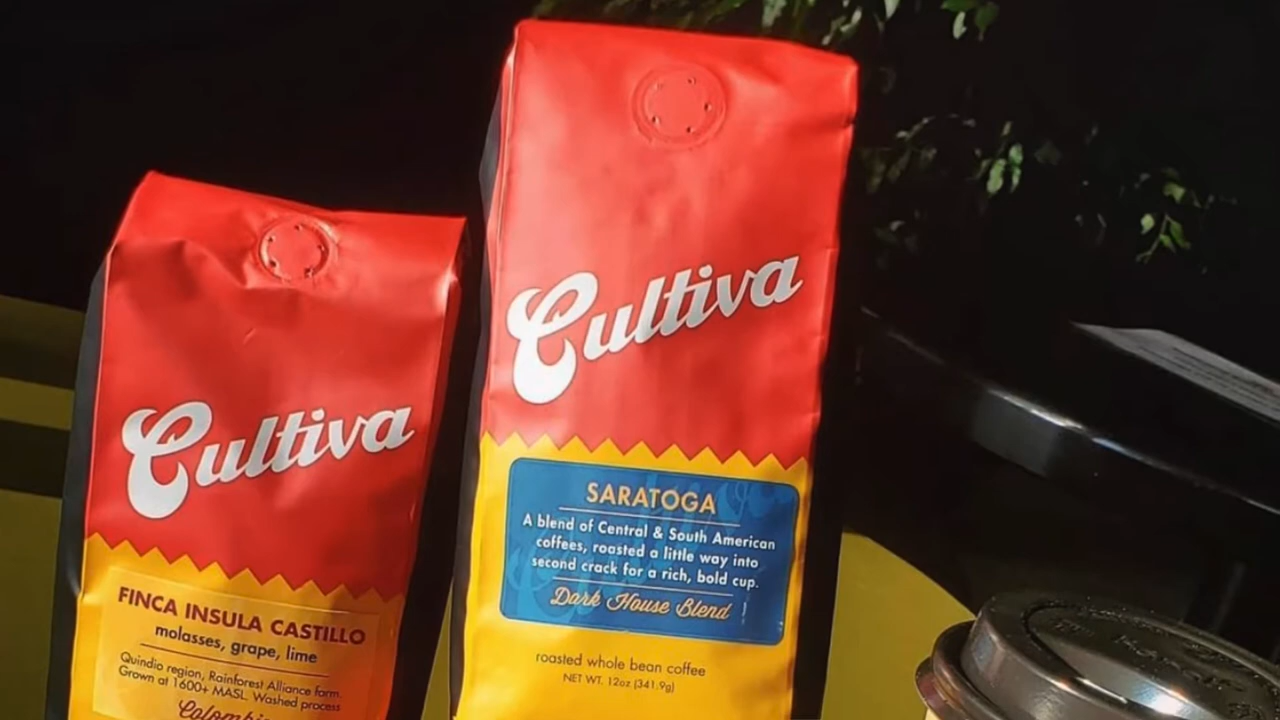 Cultiva
FINCA INSULA CASTILLO
molasses, grape, lime
Quindio region, Rainforest Alliance farm.
Grown at 1600+ MASL. Washed process
Cultiva
SARATOGA
A blend of Central & South American
coffees, roasted a little way into
second crack for a rich, bold cup.
Dark House Blend
roasted whole bean coffee
NET WT. 12oz (341.9g)